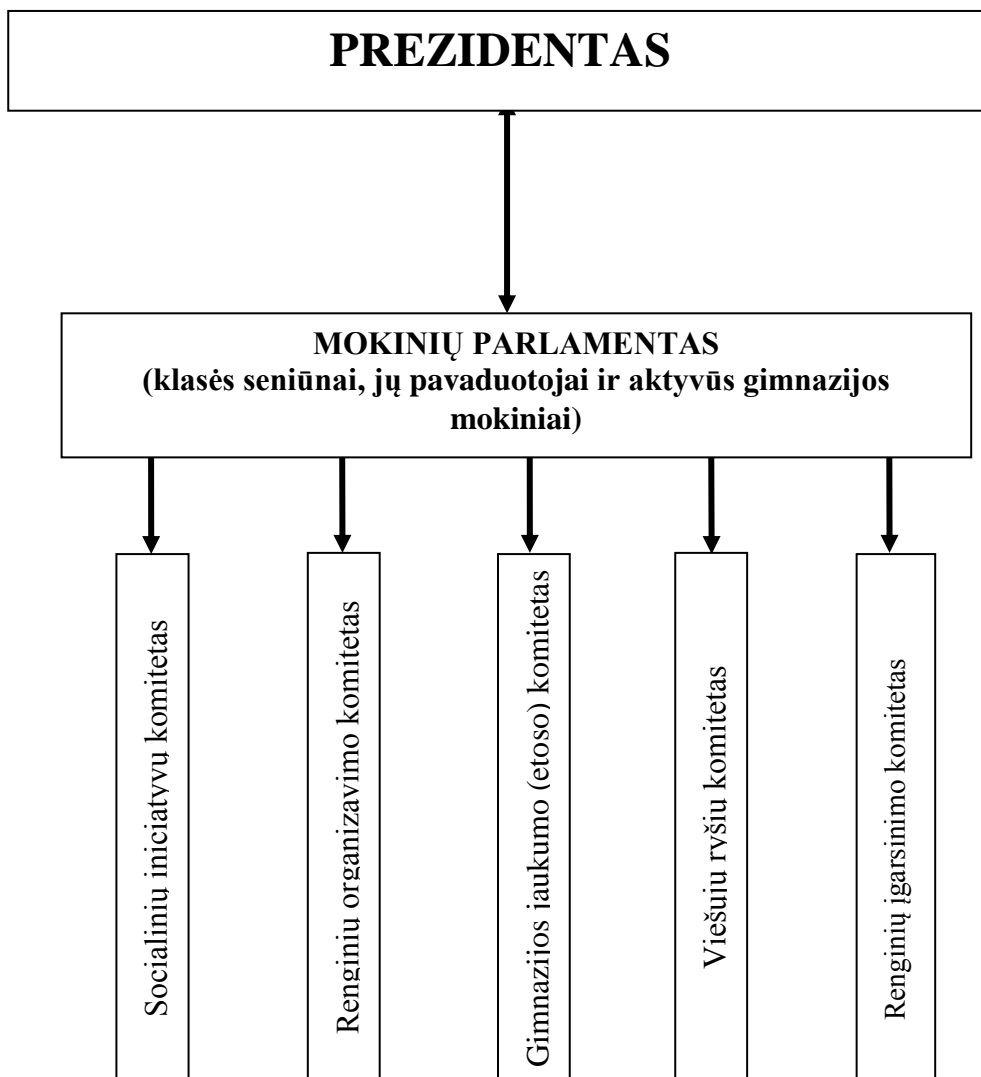 PREZIDENTAS
MOKINIŲ PARLAMENTAS
(klasės seniūnai, jų pavaduotojai ir aktyvūs gimnazijos
mokiniai)
Socialinių iniciatyvų komitetas
Renginių organizavimo komitetas
Gimnazijos jaukumo (etoso) komitetas
Viešųjų ryšių komitetas
Renginių įgarsinimo komitetas